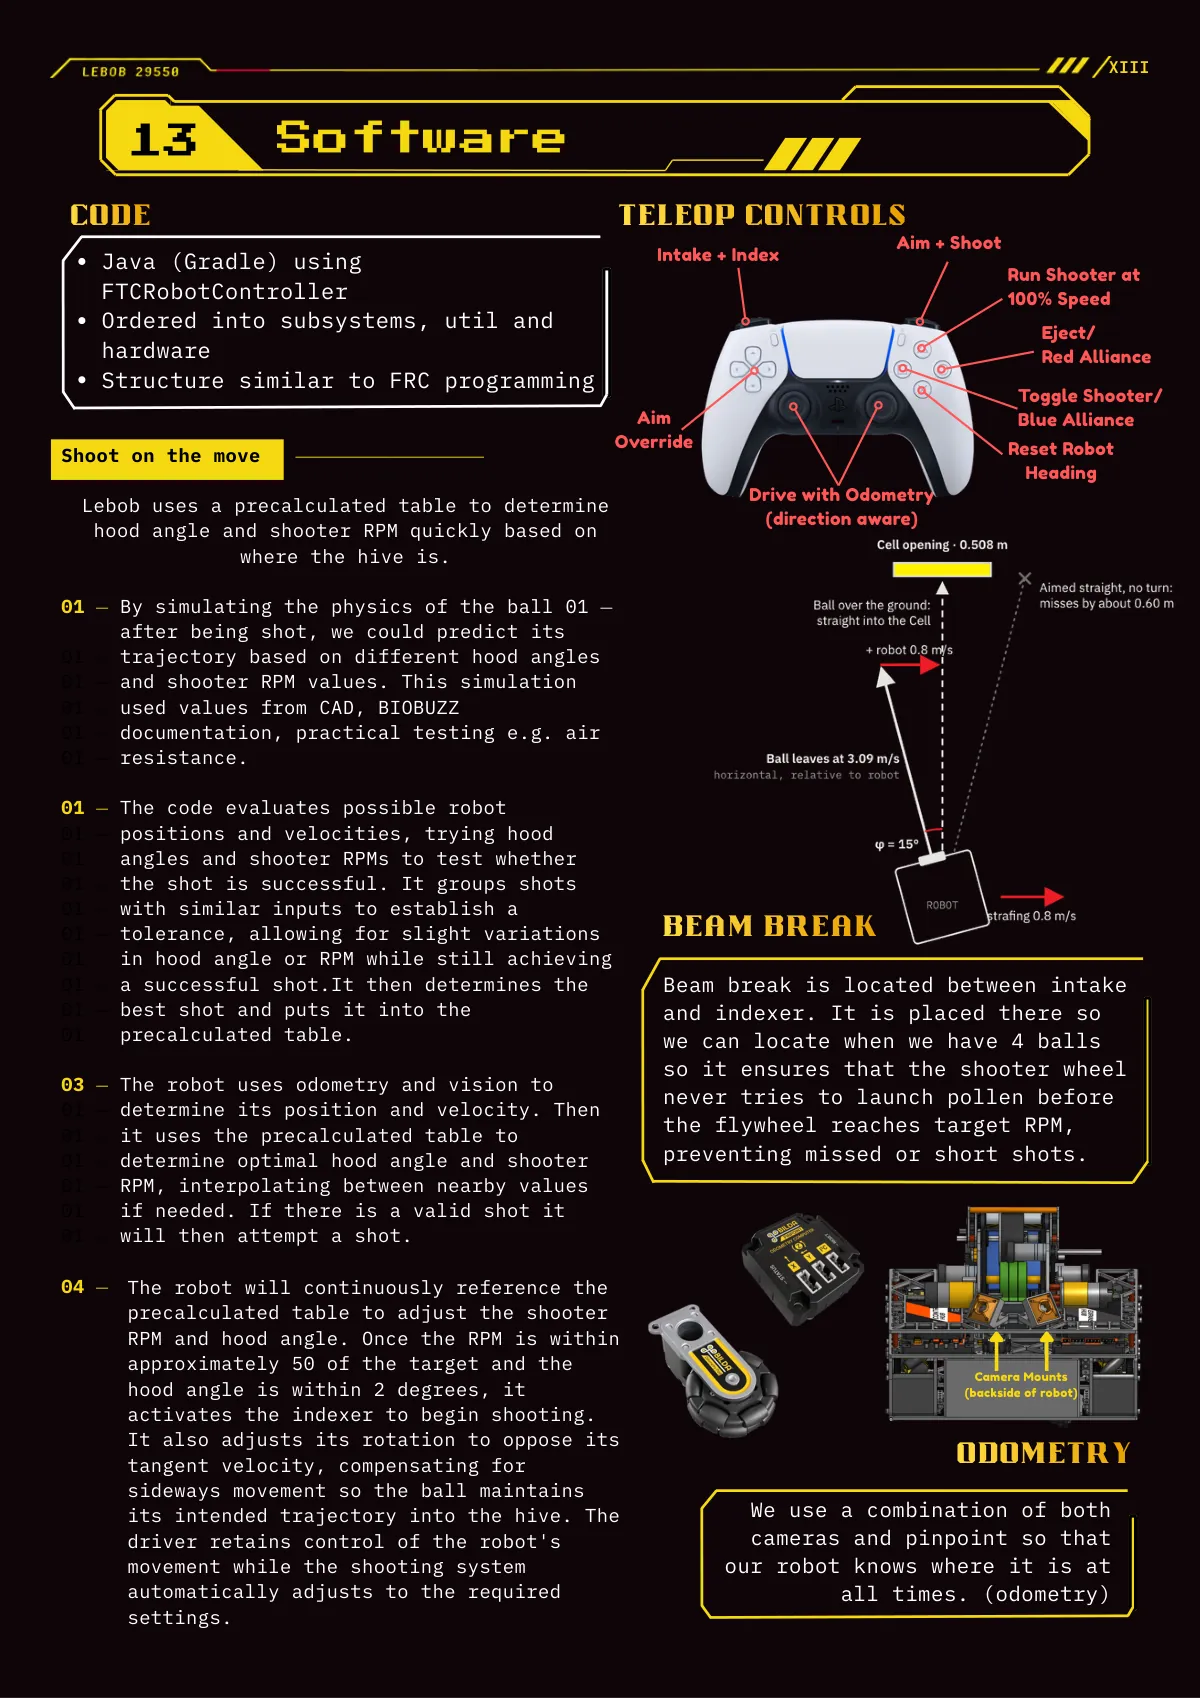 LEBOB 29550
XIII
13 Software
CODE
• Java (Gradle) using
FTCRobotController
• Ordered into subsystems, util and
hardware
• Structure similar to FRC programming
Shoot on the move
Lebob uses a precalculated table to determine
hood angle and shooter RPM quickly based on
where the hive is.
01 — By simulating the physics of the ball 01 —
after being shot, we could predict its
trajectory based on different hood angles
and shooter RPM values. This simulation
used values from CAD, BIOBUZZ
documentation, practical testing e.g. air
resistance.
01 — The code evaluates possible robot
positions and velocities, trying hood
angles and shooter RPMs to test whether
the shot is successful. It groups shots
with similar inputs to establish a
tolerance, allowing for slight variations
in hood angle or RPM while still achieving
a successful shot.It then determines the
best shot and puts it into the
precalculated table.
03 — The robot uses odometry and vision to
determine its position and velocity. Then
it uses the precalculated table to
determine optimal hood angle and shooter
RPM, interpolating between nearby values
if needed. If there is a valid shot it
will then attempt a shot.
04 — The robot will continuously reference the
precalculated table to adjust the shooter
RPM and hood angle. Once the RPM is within
approximately 50 of the target and the
hood angle is within 2 degrees, it
activates the indexer to begin shooting.
It also adjusts its rotation to oppose its
tangent velocity, compensating for
sideways movement so the ball maintains
its intended trajectory into the hive. The
driver retains control of the robot's
movement while the shooting system
automatically adjusts to the required
settings.
TELEOP CONTROLS
Intake + Index
Aim + Shoot
Run Shooter at
100% Speed
Eject/
Red Alliance
Toggle Shooter/
Blue Alliance
Reset Robot
Heading
Aim
Override
Drive with Odometry
(direction aware)
Cell opening · 0.508 m
Aimed straight, no turn:
misses by about 0.60 m
Ball over the ground:
straight into the Cell
+ robot 0.8 m/s
Ball leaves at 3.09 m/s
horizontal, relative to robot
φ = 15°
ROBOT
strafing 0.8 m/s
BEAM BREAK
Beam break is located between intake
and indexer. It is placed there so
we can locate when we have 4 balls
so it ensures that the shooter wheel
never tries to launch pollen before
the flywheel reaches target RPM,
preventing missed or short shots.
BILDA
ODOMETRY COMPUTER
BILDA
Camera Mounts
(backside of robot)
ODOMETRY
We use a combination of both
cameras and pinpoint so that
our robot knows where it is at
all times. (odometry)